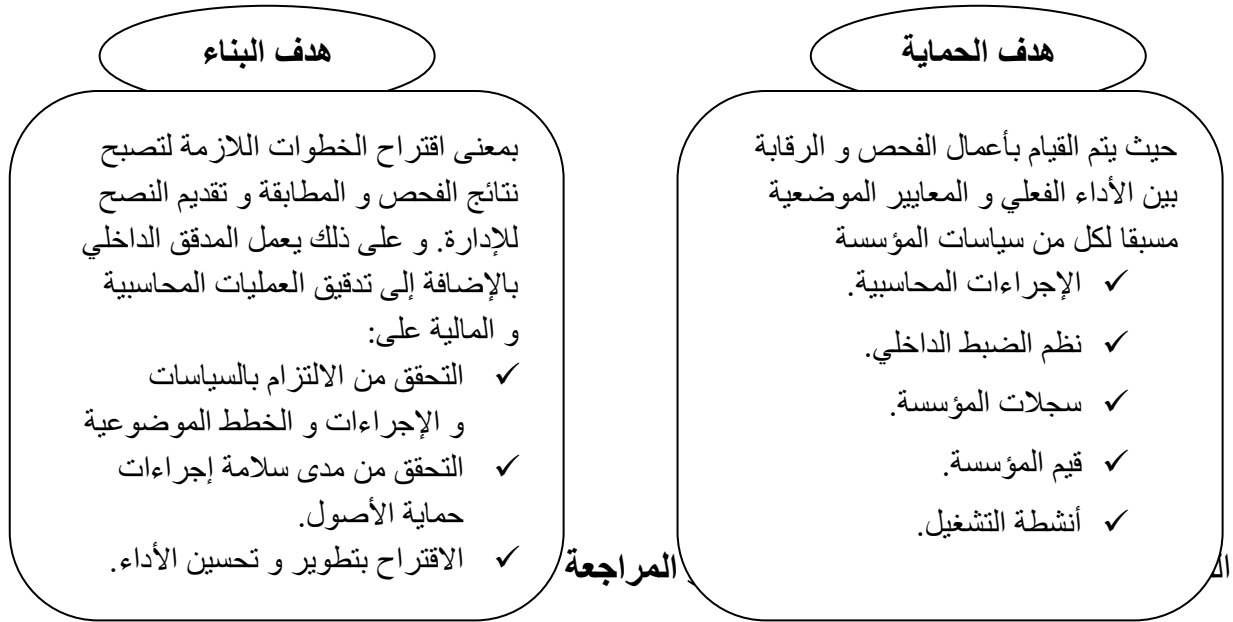 هدف الحماية
حيث يتم القيام بأعمال الفحص و الرقابة
بين الأداء الفعلي و المعايير الموضعية
مسبقا لكل من سياسات المؤسسة
✓ الإجراءات المحاسبية.
✓ نظم الضبط الداخلي.
✓ سجلات المؤسسة.
✓ قيم المؤسسة.
✓ أنشطة التشغيل.
هدف البناء
بمعنى اقتراح الخطوات اللازمة لتصبح
نتائج الفحص و المطابقة و تقديم النصح
للإدارة. و على ذلك يعمل المدقق الداخلي
بالإضافة إلى تدقيق العمليات المحاسبية
و المالية على:
✓ التحقق من الالتزام بالسياسات
و الإجراءات و الخطط الموضوعية
✓ التحقق من مدى سلامة إجراءات
حماية الأصول.
✓ الاقتراح بتطوير و تحسين الأداء.
المراجعة